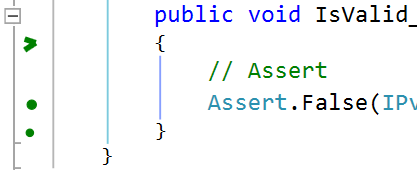 public void IsValid_
{
// Assert
Assert.False(IPv
}
}